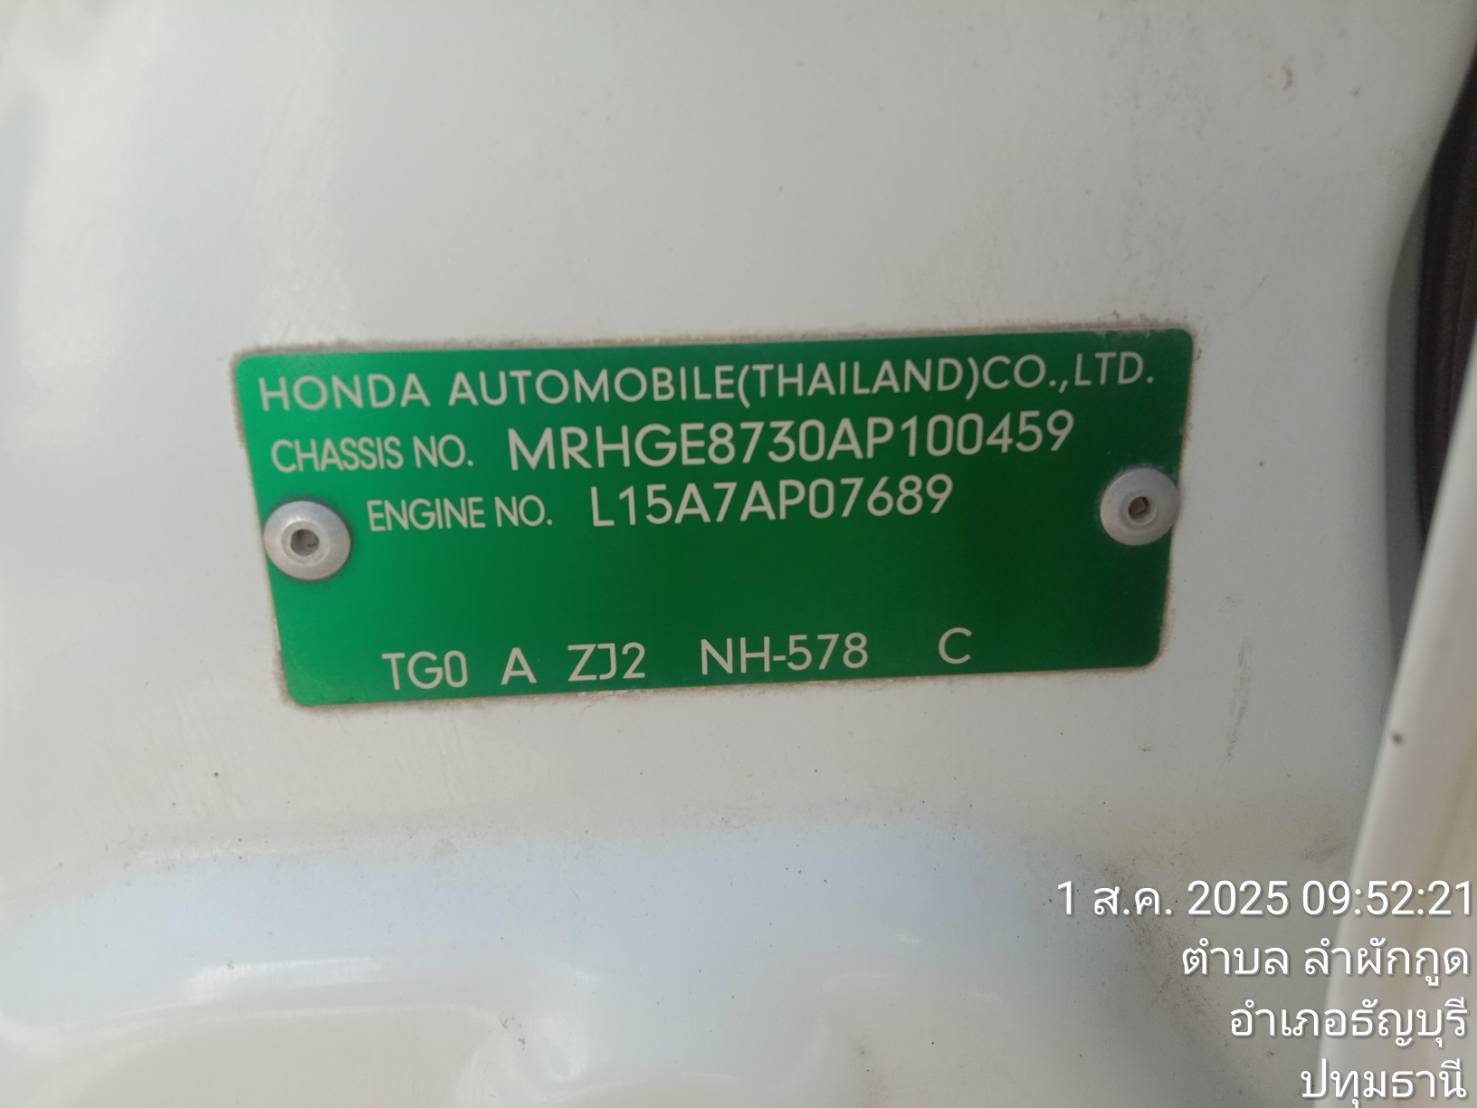 HONDA AUTOMOBILE(THAILAND)CO.,LTD.
CHASSIS NO. MRHGE8730AP100459
ENGINE NO. L15A7AP07689
TG0 A ZJ2 NH-578 C
1 ส.ค. 2025 09:52:21
ตำบล ลำผักกูด
อำเภอธัญบุรี
ปทุมธานี